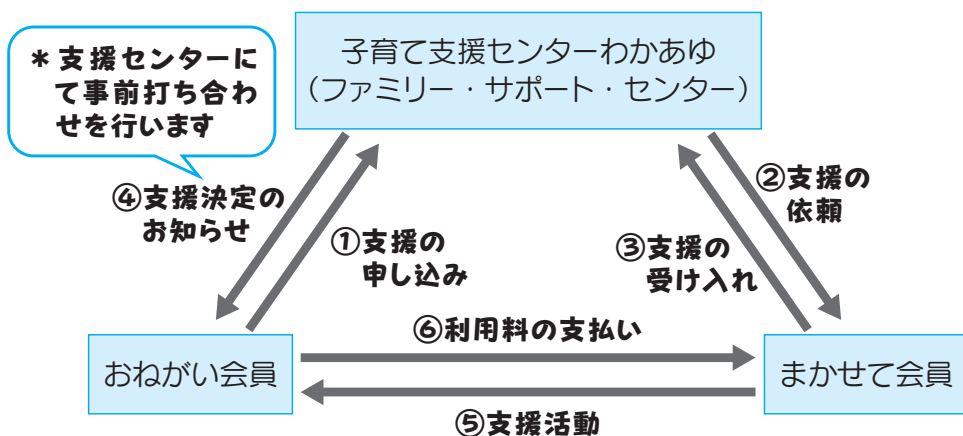 子育て支援センターわかあゆ
（ファミリー・サポート・センター）
＊支援センターに
て事前打ち合わ
せを行います
④支援決定の
お知らせ
①支援の
申し込み
②支援の
依頼
③支援の
受け入れ
⑥利用料の支払い
おねがい会員
まかせて会員
⑤支援活動